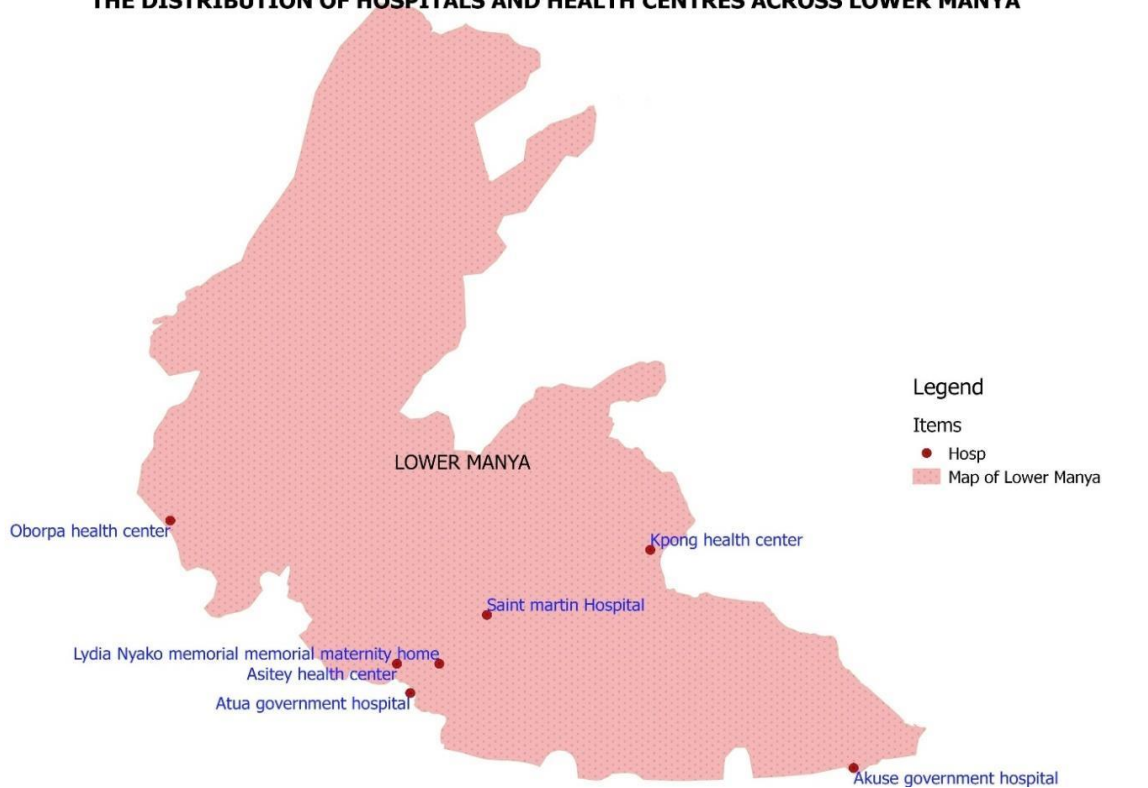 THE DISTRIBUTION OF HOSPITALS AND HEALTH CENTRES ACROSS LOWER MANYA
Legend
Items
Hosp
Map of Lower Manya
LOWER MANYA
Oborpa health center
Kpong health center
Saint martin Hospital
Lydia Nyako memorial memorial maternity home
Asitey health center
Atua government hospital
Akuse government hospital